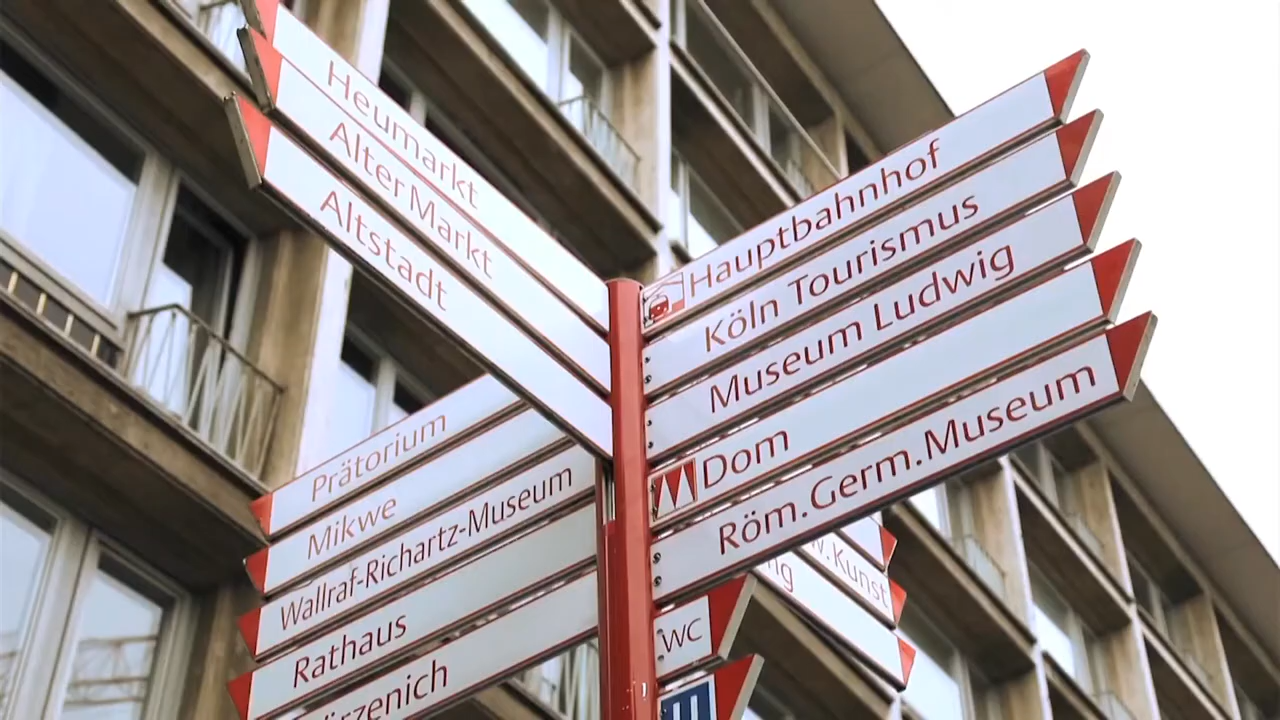 Heumarkt
Alter Markt
Altstadt
Hauptbahnhof
Köln Tourismus
Museum Ludwig
Dom
Röm.Germ.Museum
Prätorium
Mikwe
Wallraf-Richartz-Museum
Rathaus
WC
Kunst